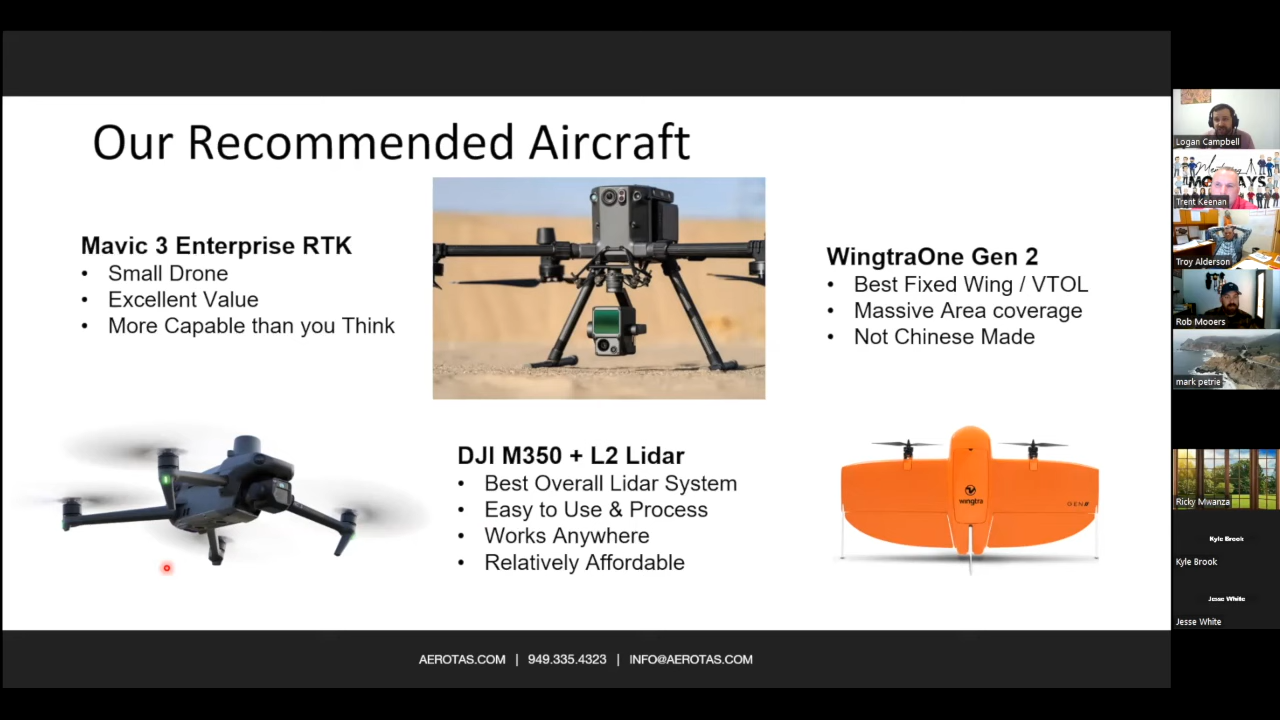 Our Recommended Aircraft
Mavic 3 Enterprise RTK
• Small Drone
• Excellent Value
• More Capable than you Think
DJI M350 + L2 Lidar
• Best Overall Lidar System
• Easy to Use & Process
• Works Anywhere
• Relatively Affordable
WingtraOne Gen 2
• Best Fixed Wing / VTOL
• Massive Area coverage
• Not Chinese Made
wingtra
GEN II
AEROTAS.COM | 949.335.4323 | INFO@AEROTAS.COM
Logan Campbell
Trent Keenan
Troy Alderson
Rob Mooers
mark petrie
Ricky Mwanza
Kyle Brook
Kyle Brook
Jesse White
Jesse White